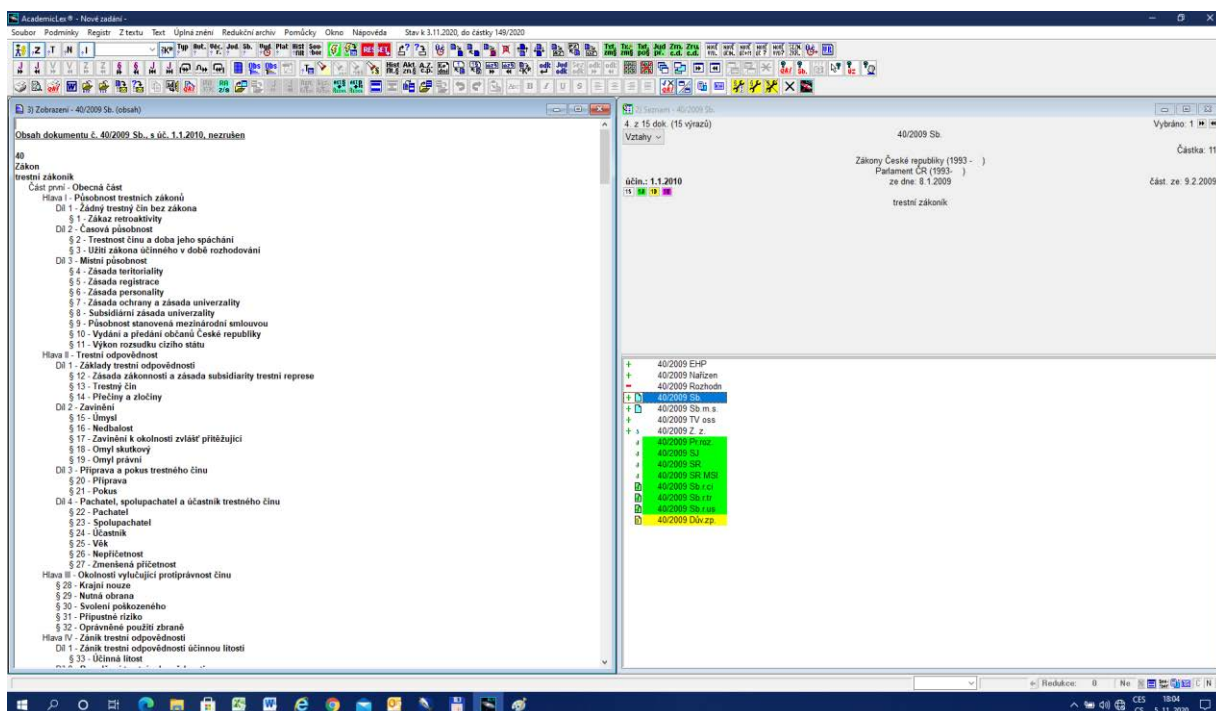 AcademicLex ® - Nové zadání -
Soubor Podmínky Registr Z textu Text Úplná znění Redukční archiv Pomůcky Okno Nápověda Stav k 3.11.2020, do částky 149/2020
3) Zobrazení - 40/2009 Sb. (obsah)
Obsah dokumentu č. 40/2009 Sb., s úč. 1.1.2010, nezrušen
40
Zákon
trestní zákoník
Část první - Obecná část
Hlava I - Působnost trestních zákonů
Díl 1 - Žádný trestný čin bez zákona
§ 1 - Zákaz retroaktivity
Díl 2 - Časová působnost
§ 2 - Trestnost činu a doba jeho spáchání
§ 3 - Užití zákona účinného v době rozhodování
Díl 3 - Místní působnost
§ 4 - Zásada teritoriality
§ 5 - Zásada registrace
§ 6 - Zásada personality
§ 7 - Zásada ochrany a zásada univerzality
§ 8 - Subsidiární zásada univerzality
§ 9 - Působnost stanovená mezinárodní smlouvou
§ 10 - Vydání a předání občanů České republiky
§ 11 - Výkon rozsudku cizího státu
Hlava II - Trestní odpovědnost
Díl 1 - Základy trestní odpovědnosti
§ 12 - Zásada zákonnosti a zásada subsidiarity trestní represe
§ 13 - Trestný čin
§ 14 - Přečiny a zločiny
Díl 2 - Zavinění
§ 15 - Úmysl
§ 16 - Nedbalost
§ 17 - Zavinění k okolnosti zvlášť přitěžující
§ 18 - Omyl skutkový
§ 19 - Omyl právní
Díl 3 - Příprava a pokus trestného činu
§ 20 - Příprava
§ 21 - Pokus
Díl 4 - Pachatel, spolupachatel a účastník trestného činu
§ 22 - Pachatel
§ 23 - Spolupachatel
§ 24 - Účastník
§ 25 - Věk
§ 26 - Nepříčetnost
§ 27 - Zmenšená příčetnost
Hlava III - Okolnosti vylučující protiprávnost činu
§ 28 - Krajní nouze
§ 29 - Nutná obrana
§ 30 - Svolení poškozeného
§ 31 - Přípustné riziko
§ 32 - Oprávněné použití zbraně
Hlava IV - Zánik trestní odpovědnosti
Díl 1 - Zánik trestní odpovědnosti účinnou lítostí
§ 33 - Účinná lítost
2) Seznam - 40/2009 Sb.
4. z 15 dok. (15 výrazů) Vybráno: 1
Vztahy
40/2009 Sb.
Částka: 11
Zákony České republiky (1993 - )
Parlament ČR (1993- )
účin.: 1.1.2010 ze dne: 8.1.2009 část. ze: 9.2.2009
trestní zákoník
40/2009 EHP
40/2009 Nařízen
40/2009 Rozhodn
40/2009 Sb.
40/2009 Sb.m.s.
40/2009 TV oss
40/2009 Z. z.
40/2009 Pr.roz.
40/2009 SJ
40/2009 SR
40/2009 SR MSI
40/2009 Sb.r.ci
40/2009 Sb.r.tr
40/2009 Sb.r.us
40/2009 Dův.zp.
Redukce: 0 No
CES 18:04
CS 5. 11. 2020